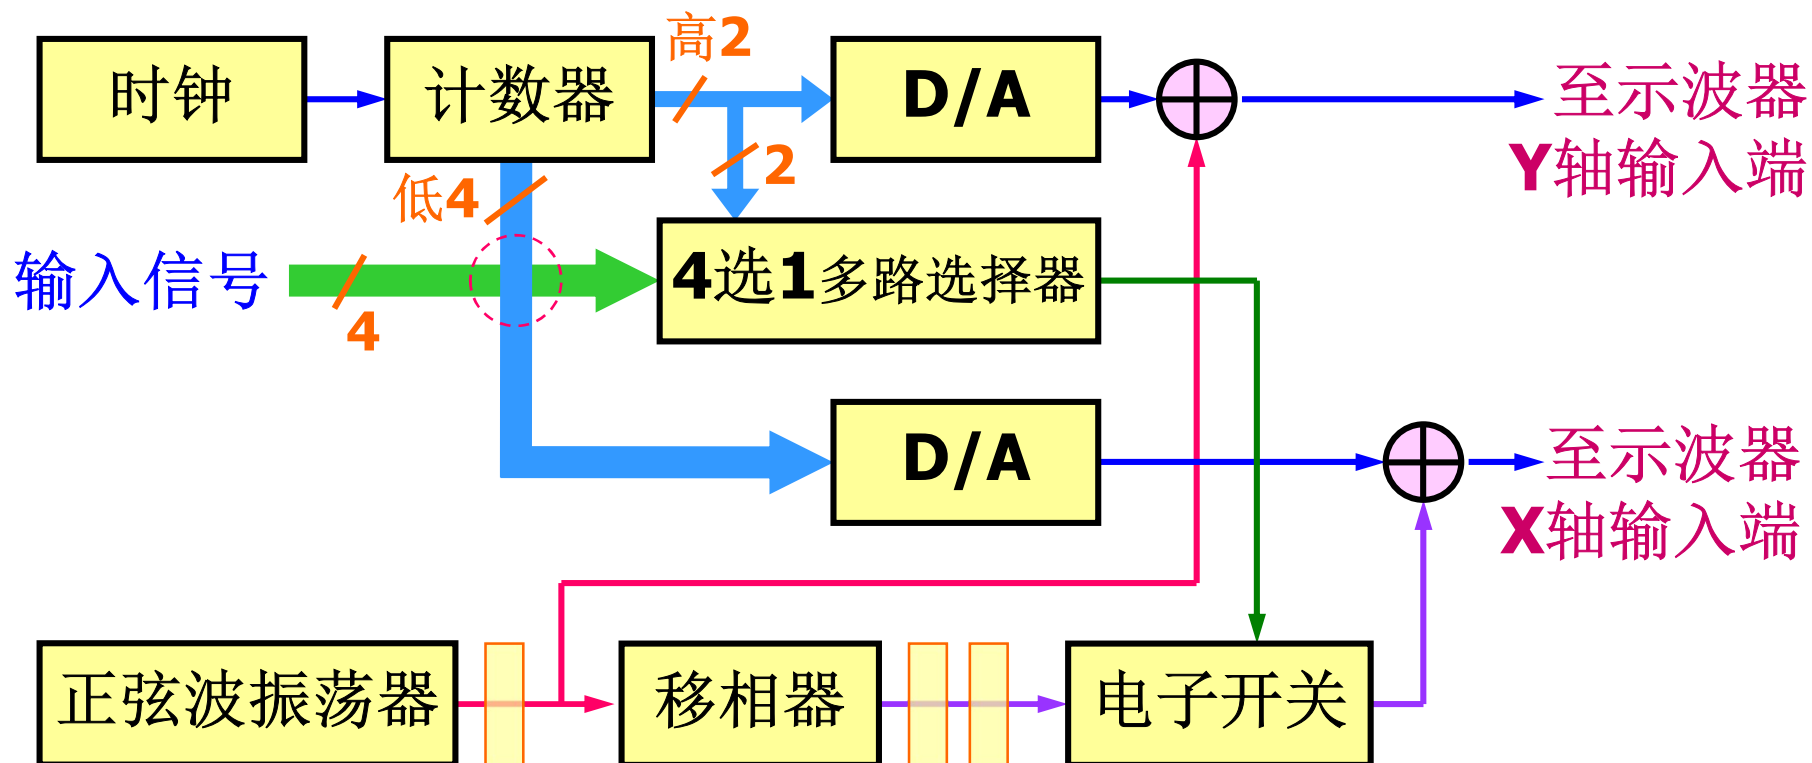 高2
时钟
计数器
D/A
至示波器
Y轴输入端
2
低4
输入信号
4选1多路选择器
4
D/A
至示波器
X轴输入端
正弦波振荡器
移相器
电子开关